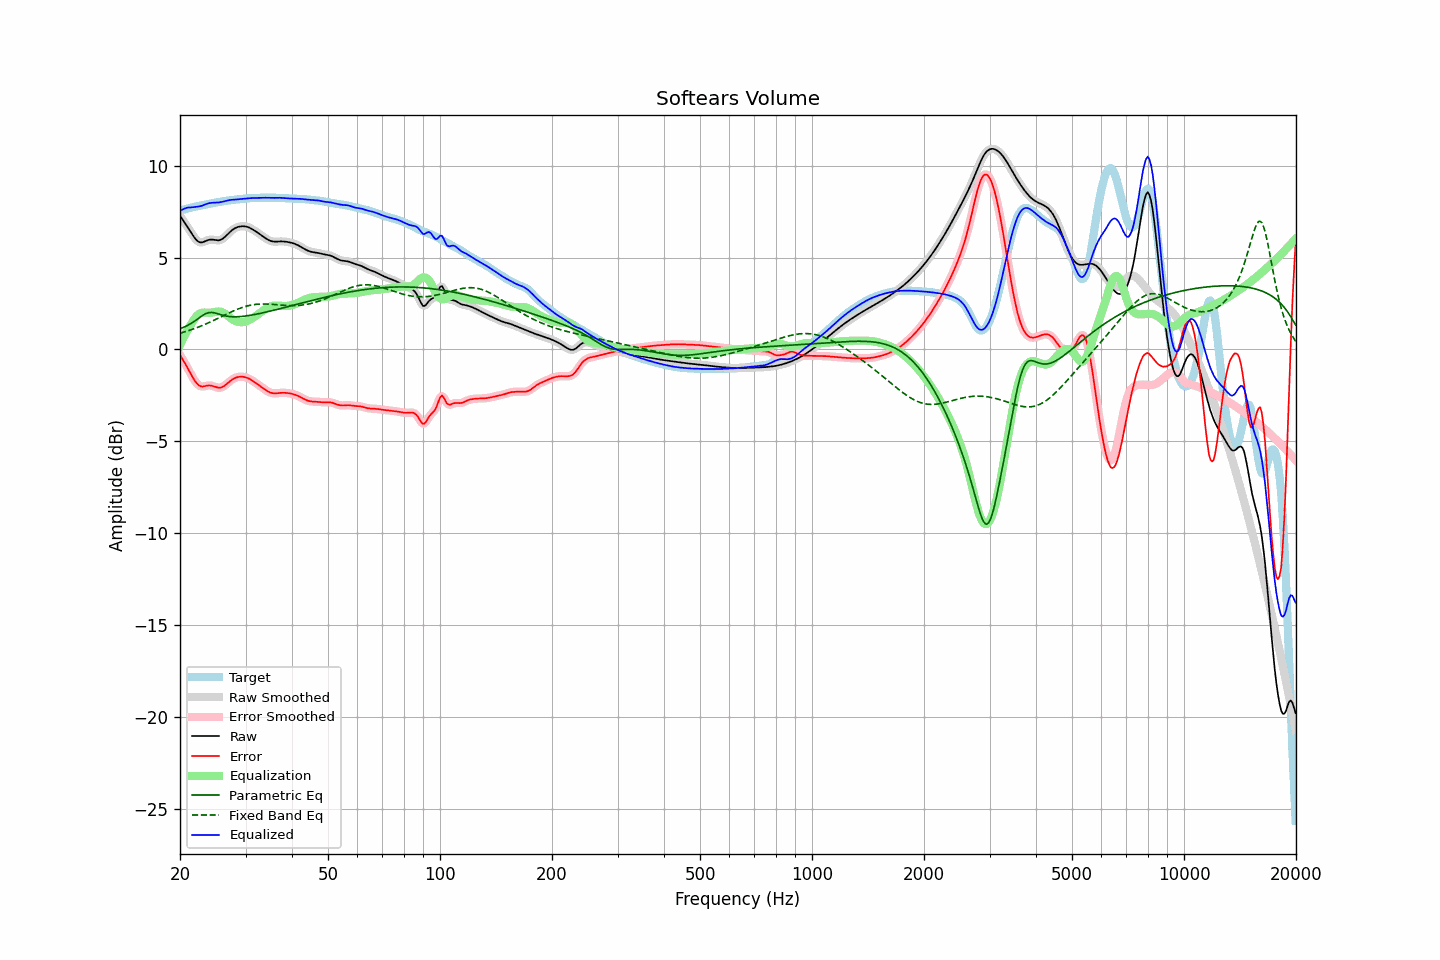 Softears Volume
Amplitude (dBr)
10
5
0
−5
−10
−15
−20
−25
Target
Raw Smoothed
Error Smoothed
Raw
Error
Equalization
Parametric Eq
Fixed Band Eq
Equalized
20 50 100 200 500 1000 2000 5000 10000 20000
Frequency (Hz)